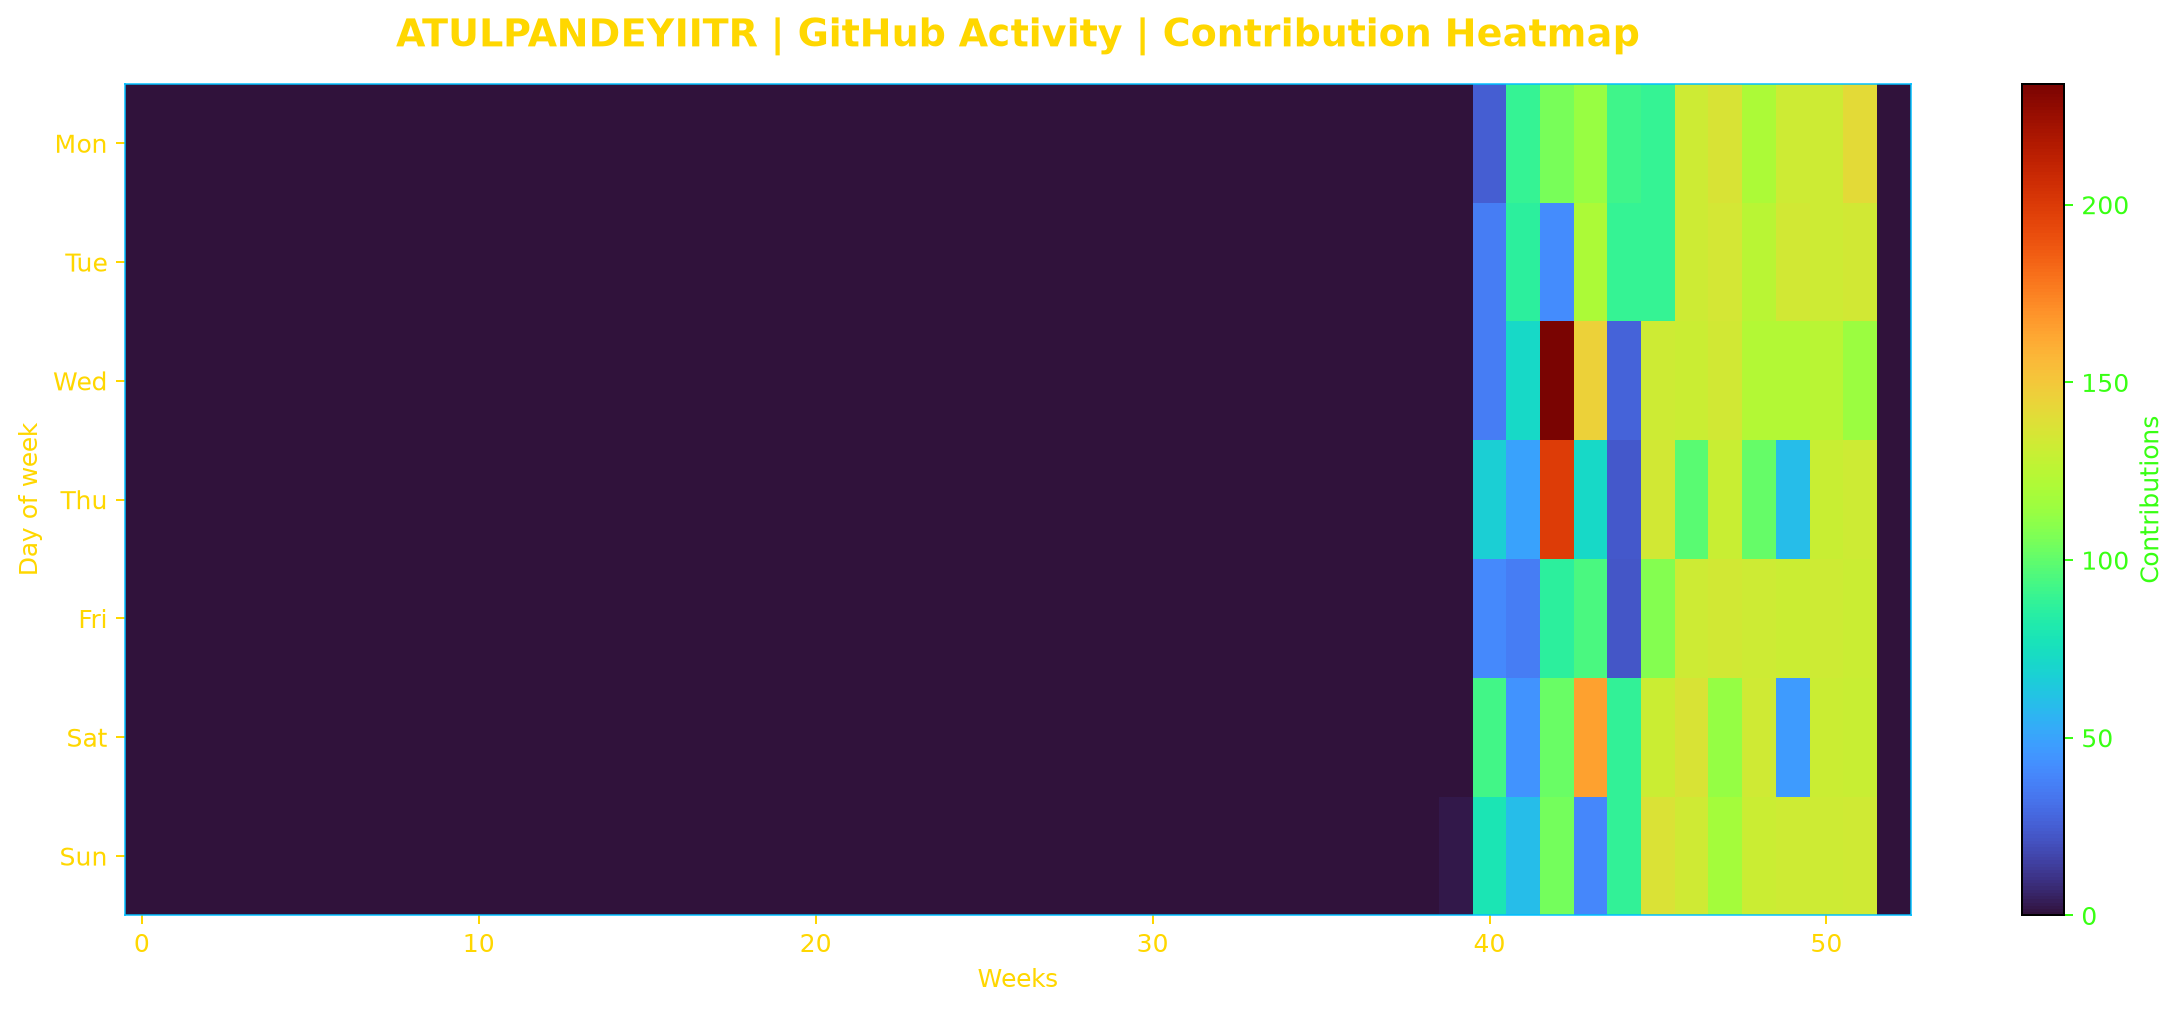 ATULPANDEYIITR | GitHub Activity | Contribution Heatmap
Day of week
Mon
Tue
Wed
Thu
Fri
Sat
Sun
0 10 20 30 40 50
Weeks
200
150
100
50
0
Contributions